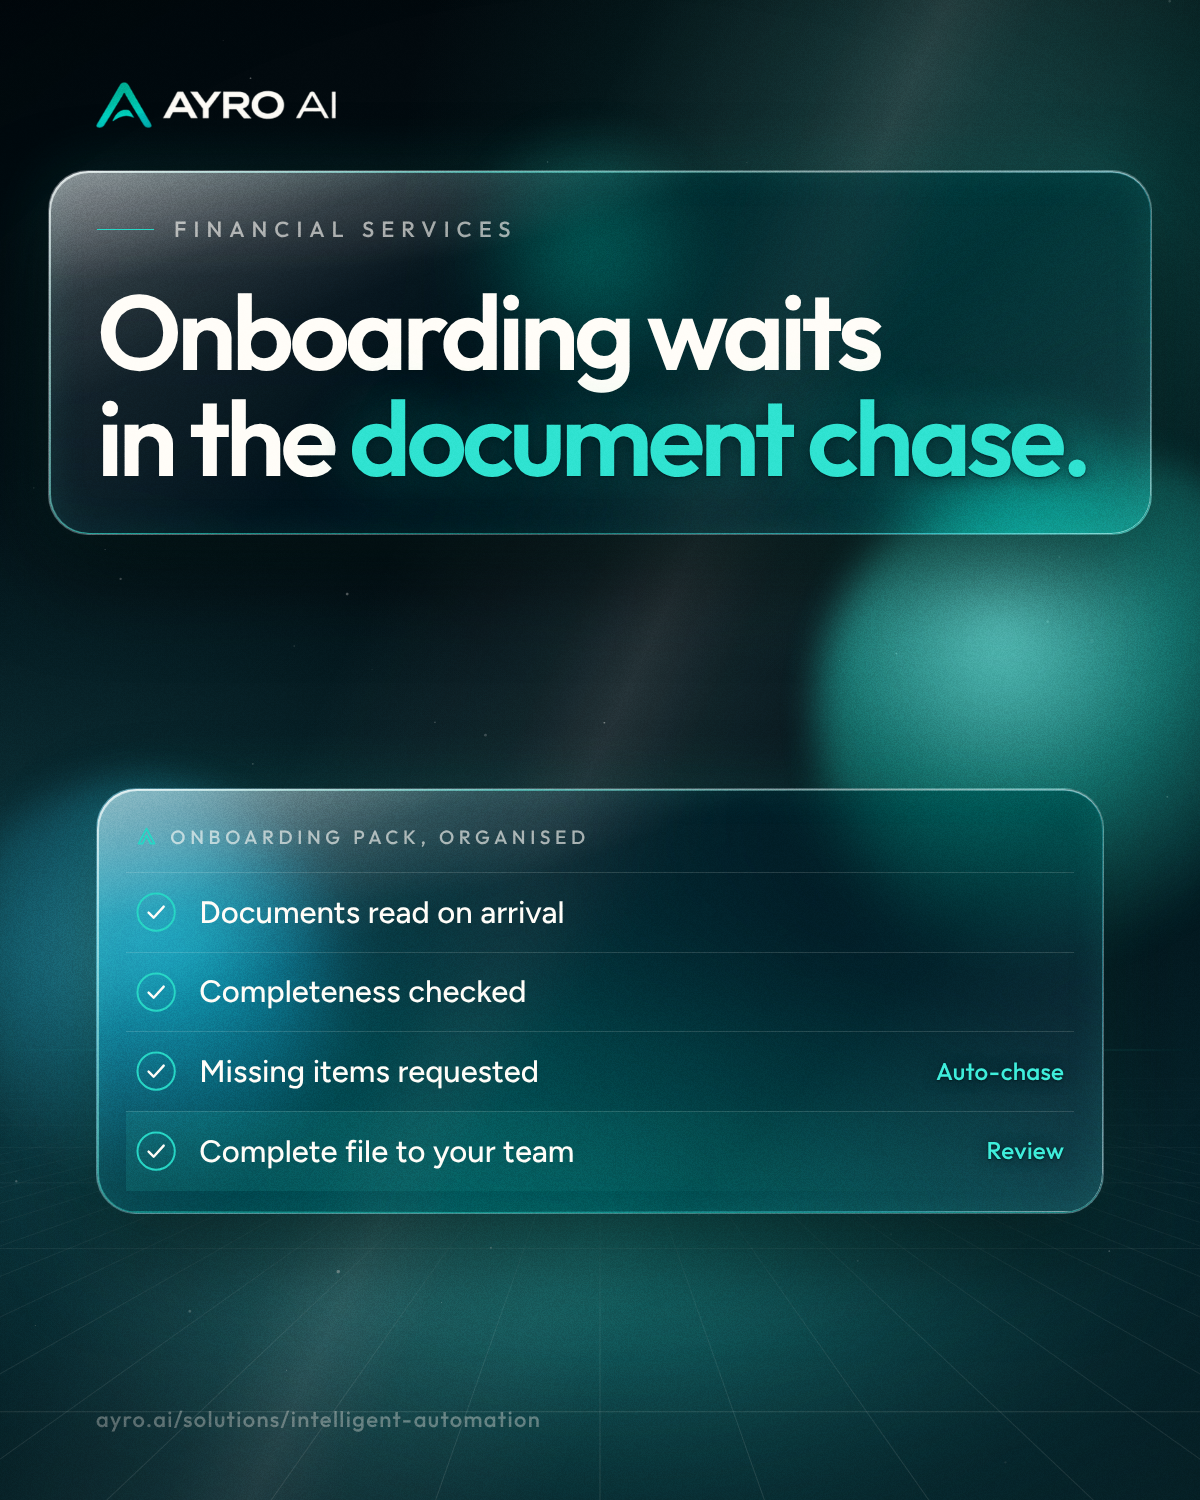 AYRO AI
FINANCIAL SERVICES
Onboarding waits
in the document chase.
ONBOARDING PACK, ORGANISED
Documents read on arrival
Completeness checked
Missing items requested Auto-chase
Complete file to your team Review
ayro.ai/solutions/intelligent-automation